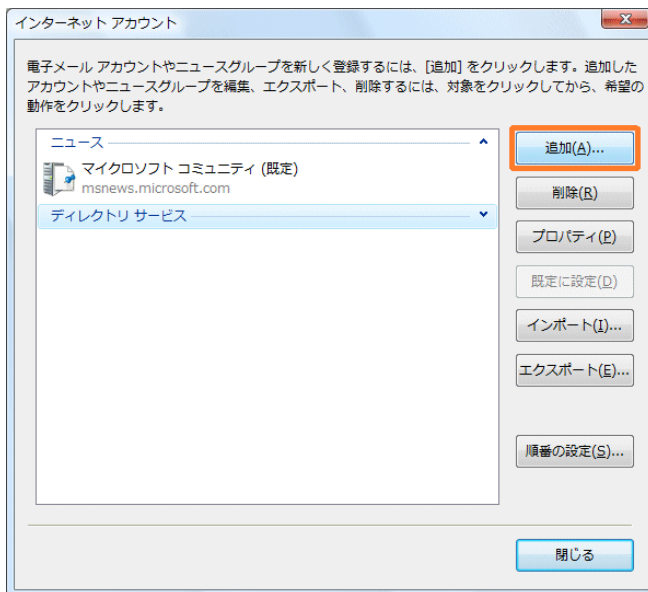 インターネット アカウント
電子メール アカウントやニュースグループを新しく登録するには、[追加] をクリックします。追加した
アカウントやニュースグループを編集、エクスポート、削除するには、対象をクリックしてから、希望の
動作をクリックします。
ニュース
マイクロソフト コミュニティ (既定)
msnews.microsoft.com
ディレクトリ サービス
追加(A)...
削除(R)
プロパティ(P)
既定に設定(D)
インポート(I)...
エクスポート(E)...
順番の設定(S)...
閉じる